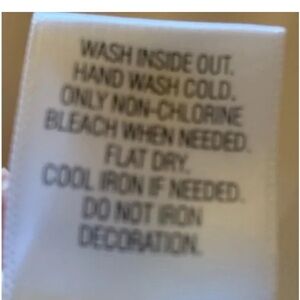 WASH INSIDE OUT.
HAND WASH COLD.
ONLY NON-CHLORINE
BLEACH WHEN NEEDED.
FLAT DRY.
COOL IRON IF NEEDED.
DO NOT IRON
DECORATION.